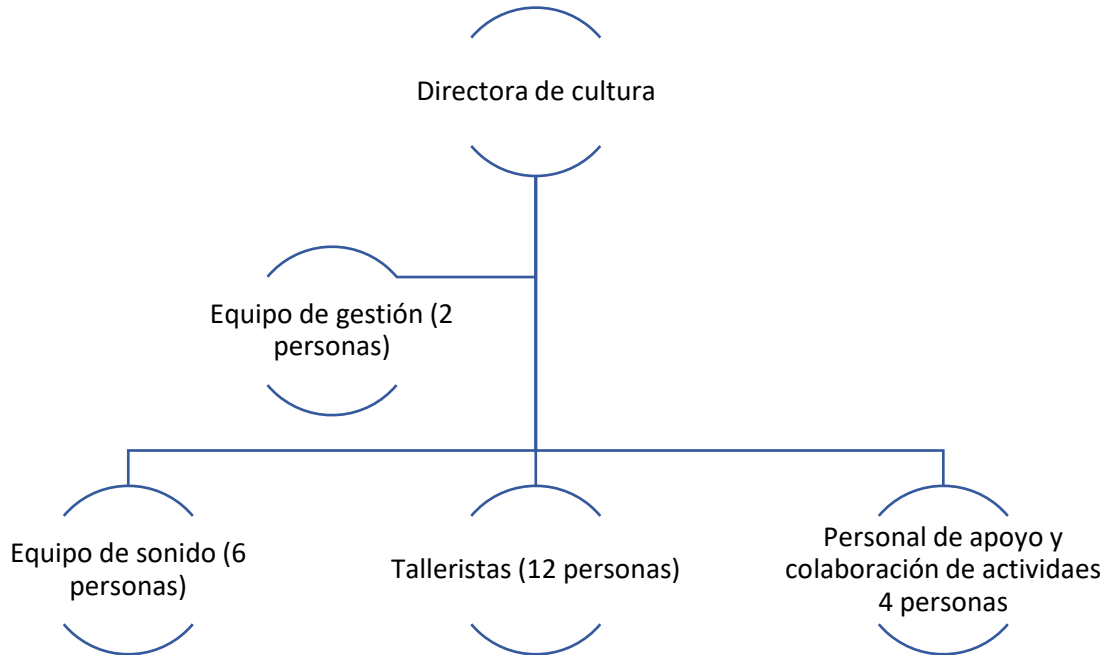 Directora de cultura
Equipo de gestión (2
personas)
Equipo de sonido (6
personas)
Talleristas (12 personas)
Personal de apoyo y
colaboración de actividaes
4 personas